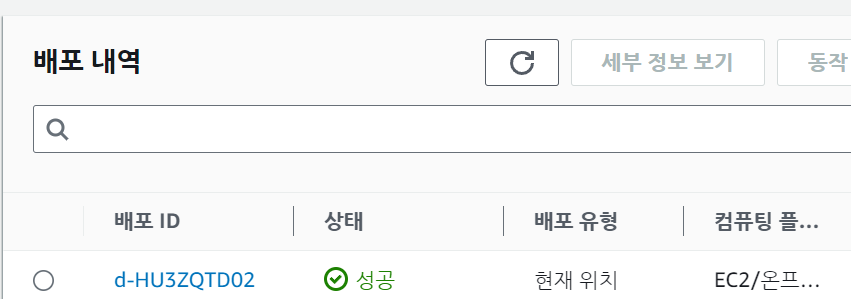 배포 내역 세부 정보 보기 동작
배포 ID 상태 배포 유형 컴퓨팅 플...
d-HU3ZQTD02 성공 현재 위치 EC2/온프...